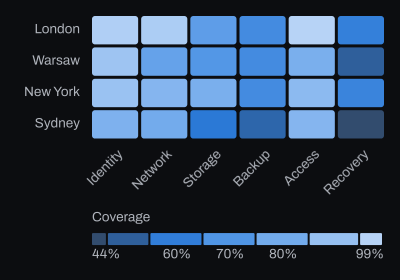 London
Warsaw
New York
Sydney
Identity
Network
Storage
Backup
Access
Recovery
Coverage
44% 60% 70% 80% 99%